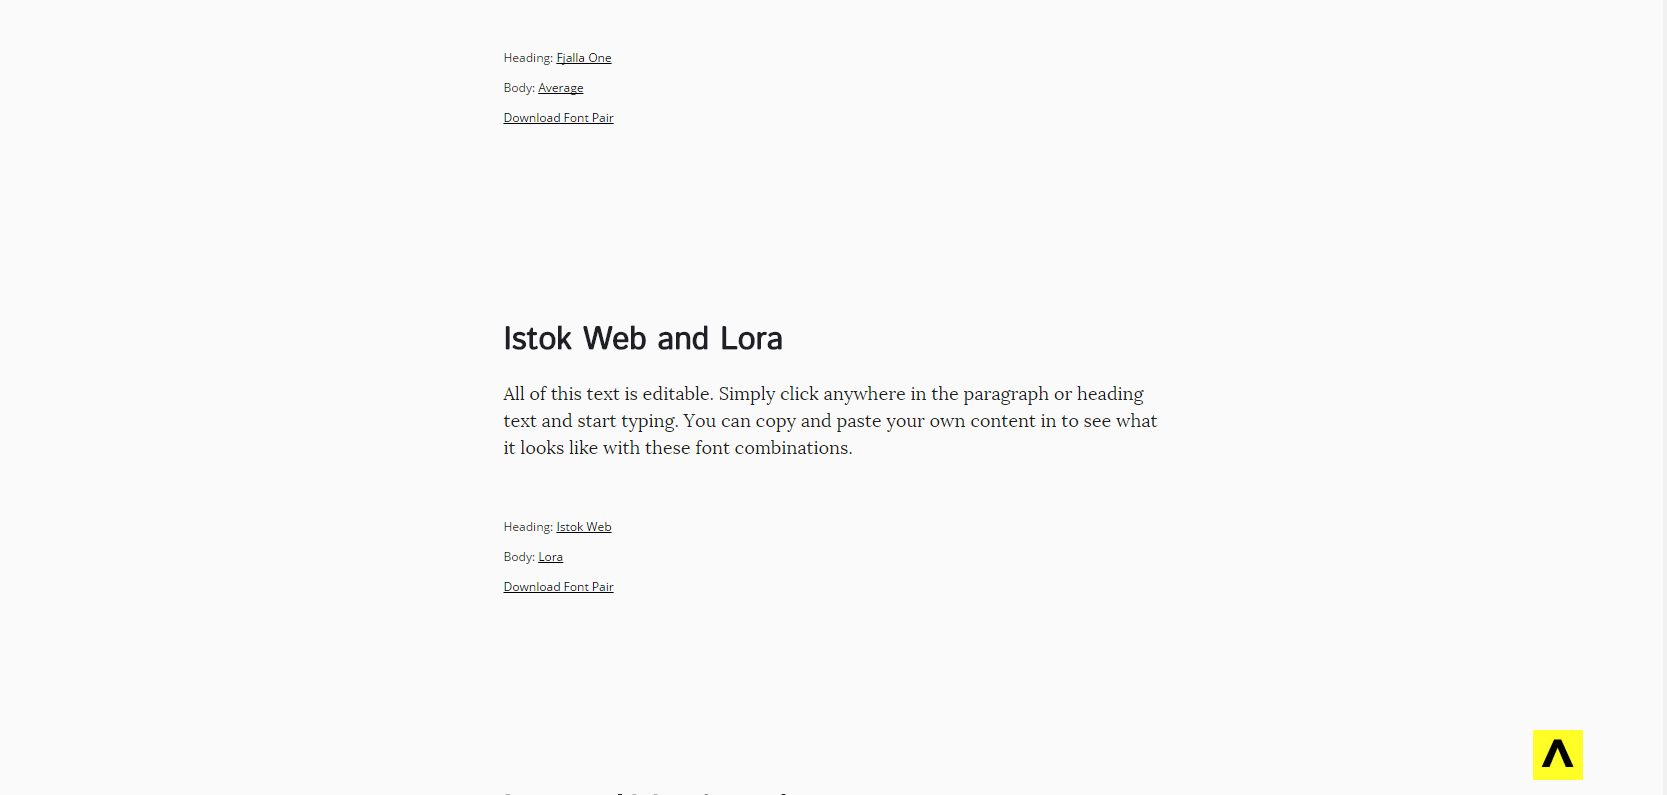 Heading: Fjalla One
Body: Average
Download Font Pair
Istok Web and Lora
All of this text is editable. Simply click anywhere in the paragraph or heading
text and start typing. You can copy and paste your own content in to see what
it looks like with these font combinations.
Heading: Istok Web
Body: Lora
Download Font Pair